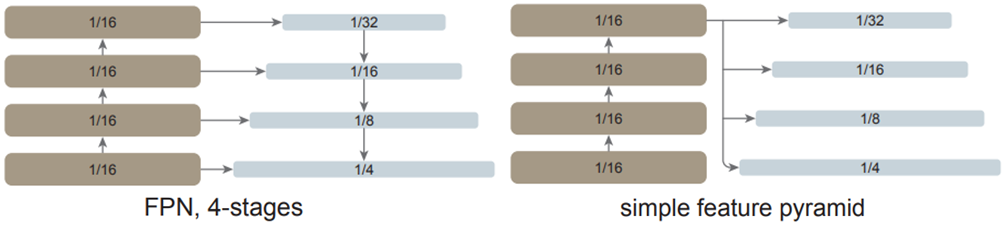 1/16 1/32 1/16 1/32
1/16 1/16 1/16 1/16
1/16 1/8 1/16 1/8
1/16 1/4 1/16 1/4
FPN, 4-stages simple feature pyramid